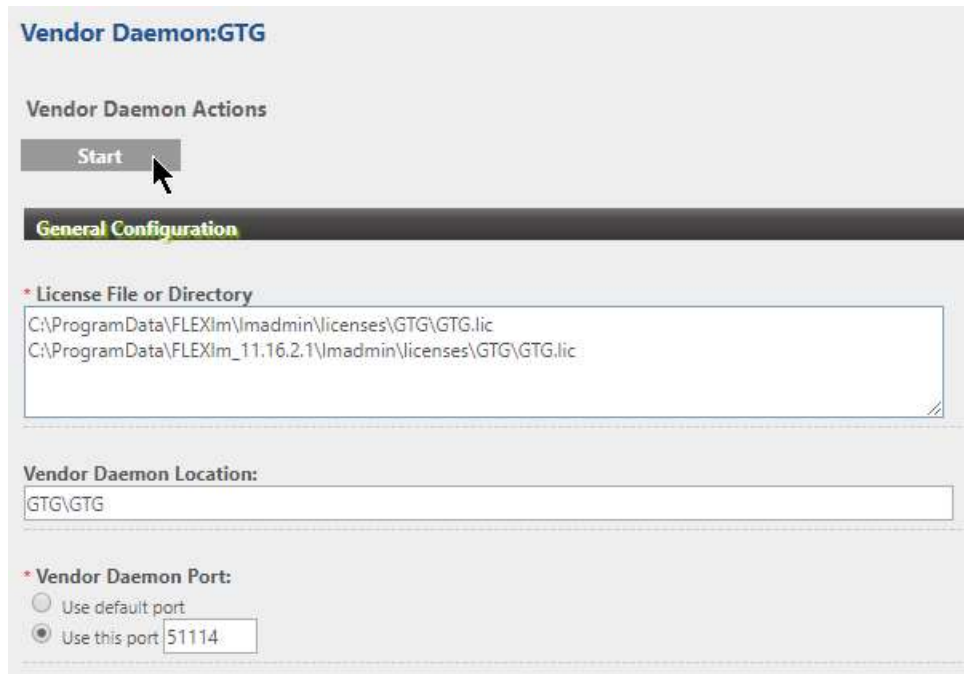 Vendor Daemon:GTG
Vendor Daemon Actions
Start
General Configuration
* License File or Directory
C:\ProgramData\FLEXlm\lmadmin\licenses\GTG\GTG.lic
C:\ProgramData\FLEXlm_11.16.2.1\lmadmin\licenses\GTG\GTG.lic
Vendor Daemon Location:
GTG\GTG
* Vendor Daemon Port:
Use default port
Use this port 51114